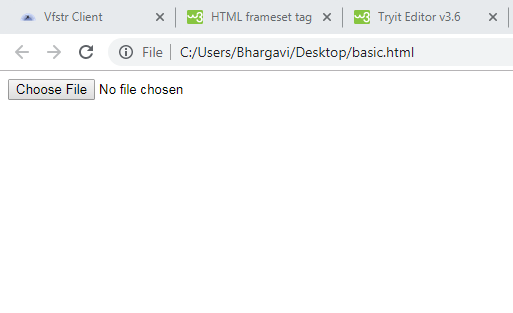 Vfstr Client HTML frameset tag Tryit Editor v3.6
File C:/Users/Bhargavi/Desktop/basic.html
Choose File No file chosen